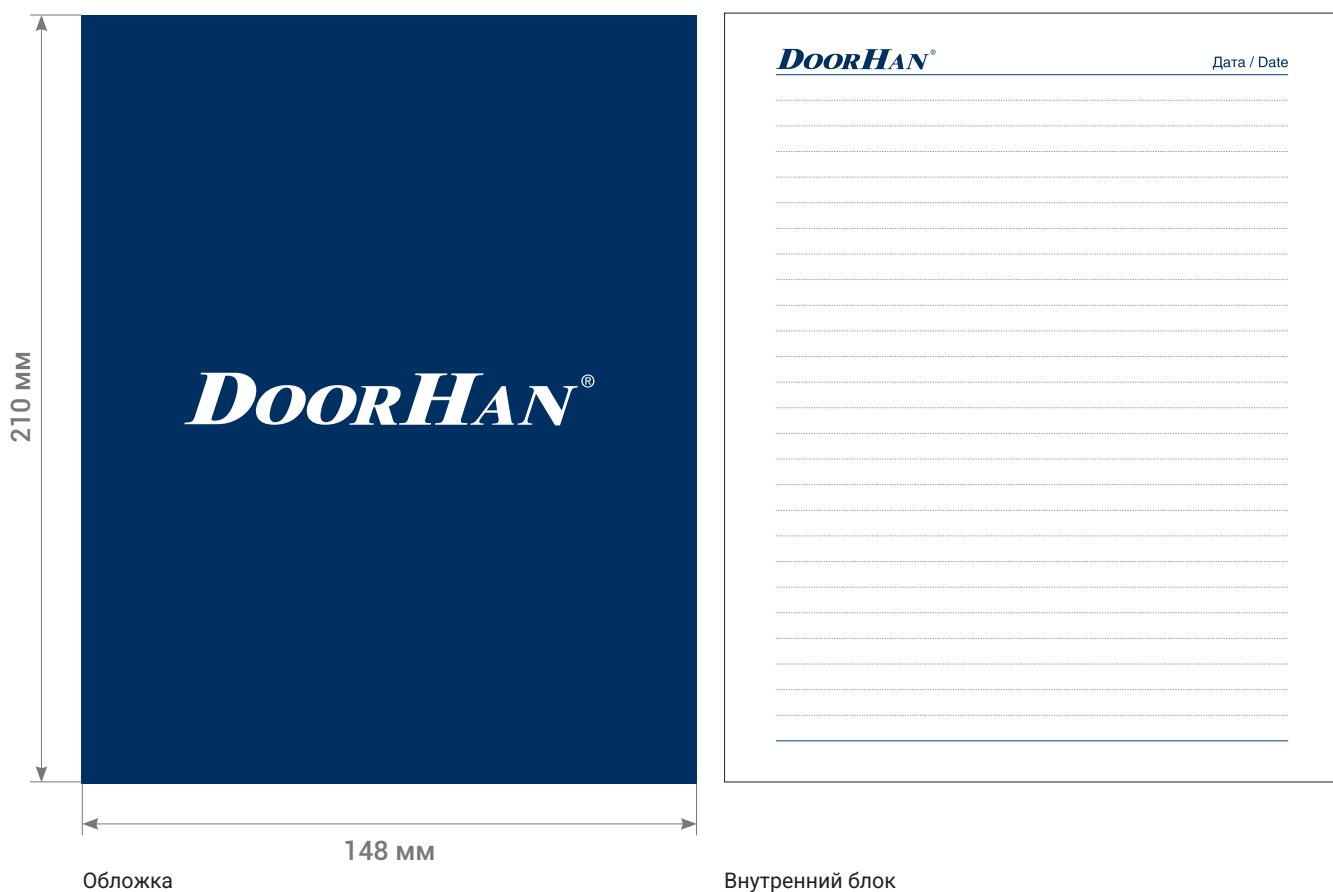 210 мм
DOORHAN®
148 мм
Обложка
DOORHAN® Дата / Date
Внутренний блок